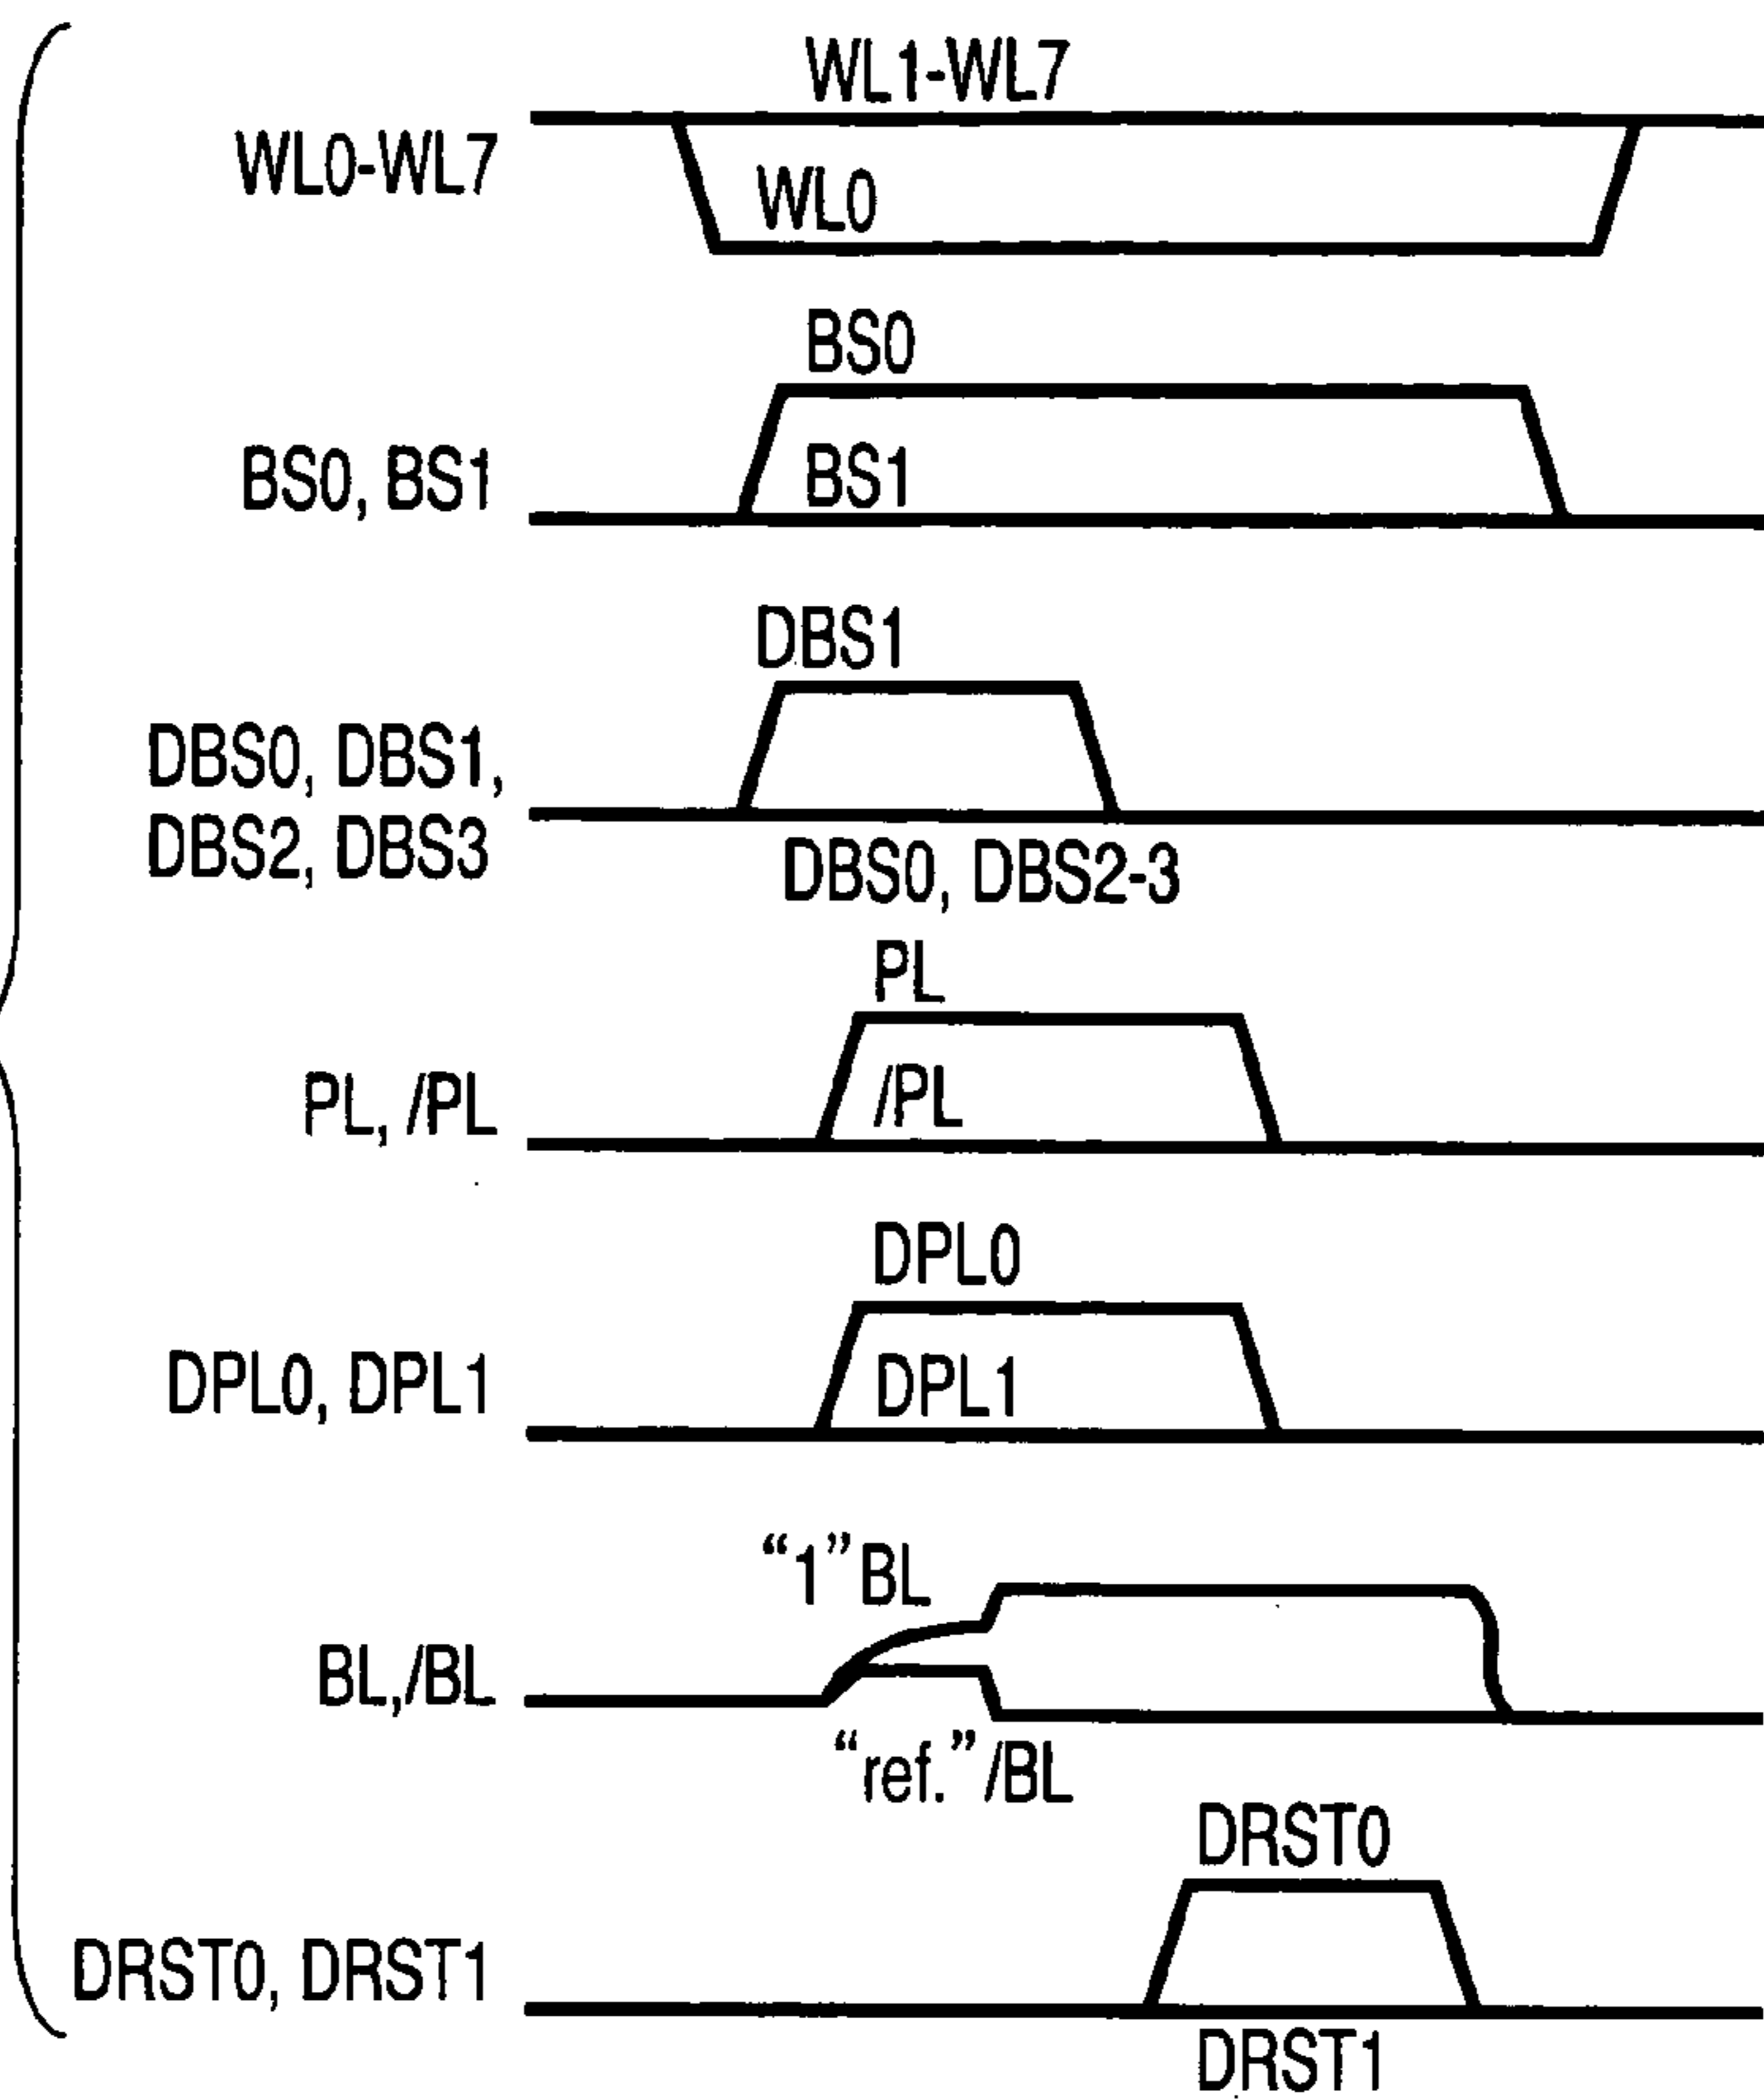 WL1-WL7
WL0-WL7
WL0
BS0
BS0, BS1
BS1
DBS1
DBS0, DBS1,
DBS2, DBS3
DBS0, DBS2-3
PL
PL, /PL
/PL
DPL0
DPL0, DPL1
DPL1
“1”BL
BL,/BL
“ref.”/BL
DRST0
DRST0, DRST1
DRST1